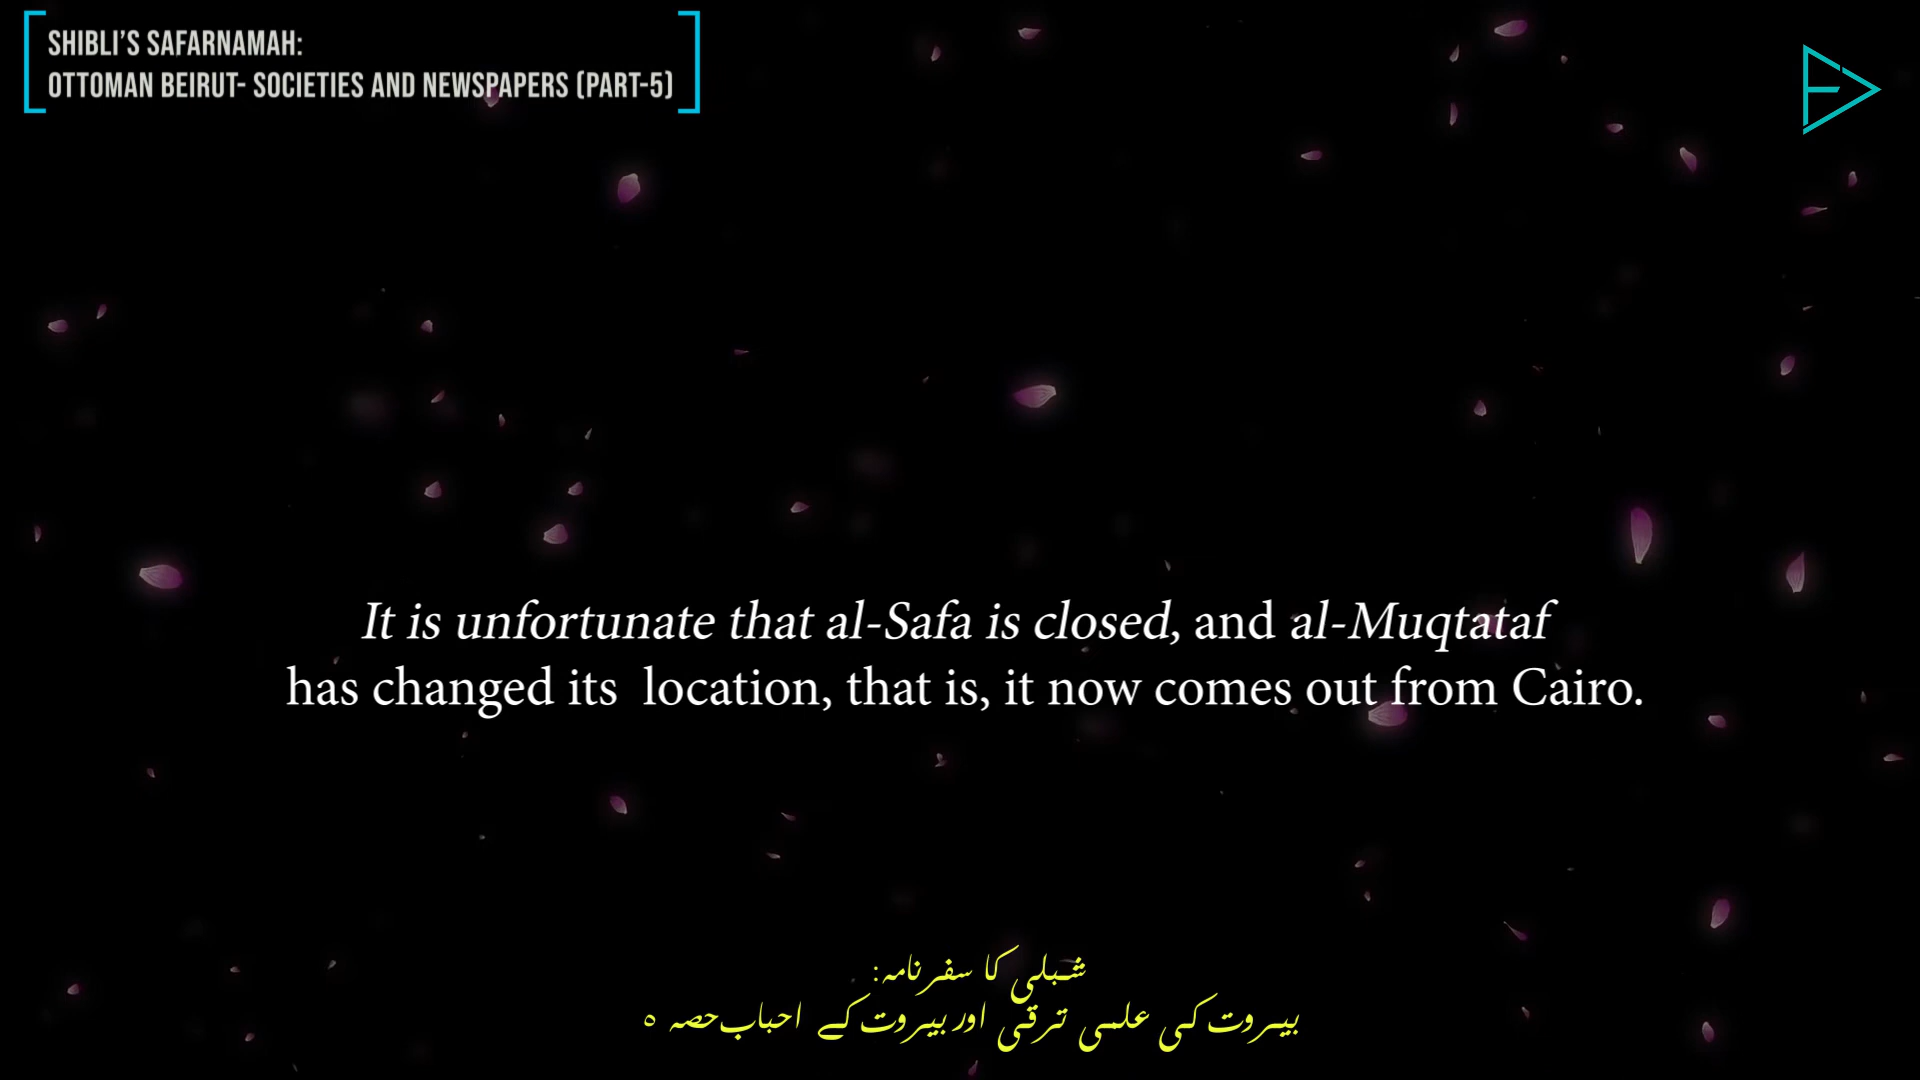 SHIBLI’S SAFARNAMAH:
OTTOMAN BEIRUT- SOCIETIES AND NEWSPAPERS (PART-5)
It is unfortunate that al-Safa is closed, and al-Muqtataf
has changed its  location, that is, it now comes out from Cairo.
شبلی کا سفرنامہ:
بیروت کی علمی ترقی اور بیروت کے احباب حصہ ٥